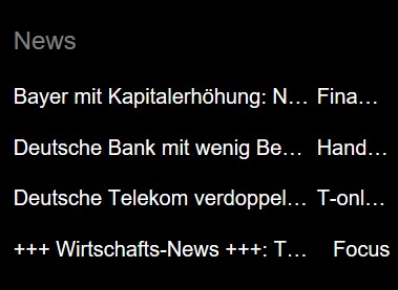 News
Bayer mit Kapitalerhöhung: N... Fina...
Deutsche Bank mit wenig Be... Hand...
Deutsche Telekom verdoppel... T-onl...
+++ Wirtschafts-News +++: T... Focus